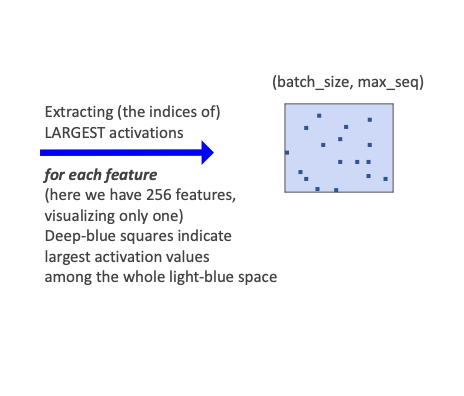 (batch_size, max_seq)
Extracting (the indices of)
LARGEST activations
for each feature
(here we have 256 features,
visualizing only one)
Deep-blue squares indicate
largest activation values
among the whole light-blue space